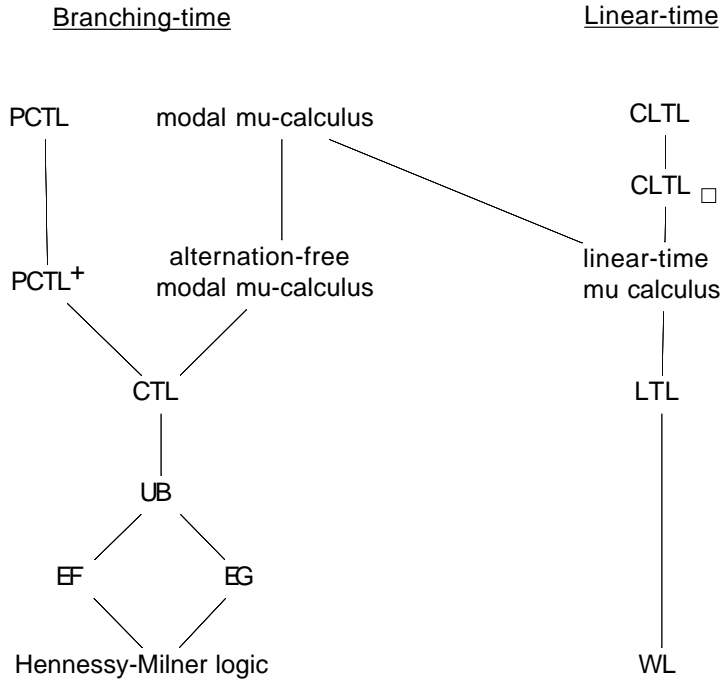 Branching-time
Linear-time
PCTL
modal mu-calculus
CLTL
CLTL □
alternation-free
modal mu-calculus
linear-time
mu calculus
PCTL+
CTL
LTL
UB
EF
EG
Hennessy-Milner logic
WL